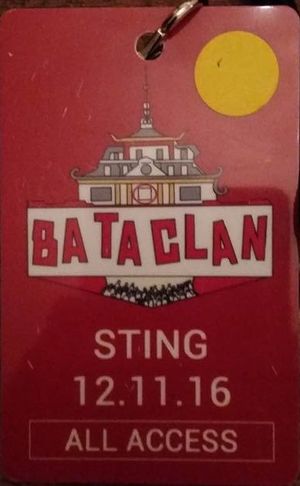 BATACLAN
STING
12.11.16
ALL ACCESS